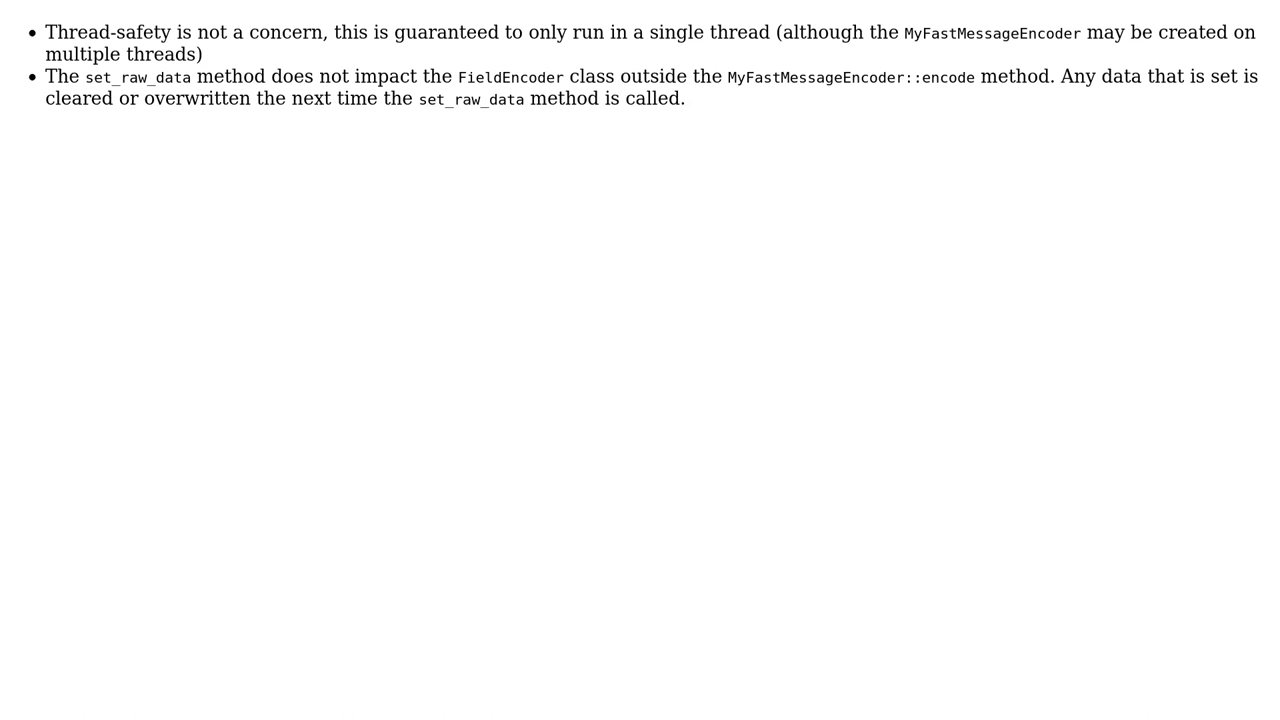 Thread-safety is not a concern, this is guaranteed to only run in a single thread (although the MyFastMessageEncoder may be created on
multiple threads)
The set_raw_data method does not impact the FieldEncoder class outside the MyFastMessageEncoder::encode method. Any data that is set is
cleared or overwritten the next time the set_raw_data method is called.